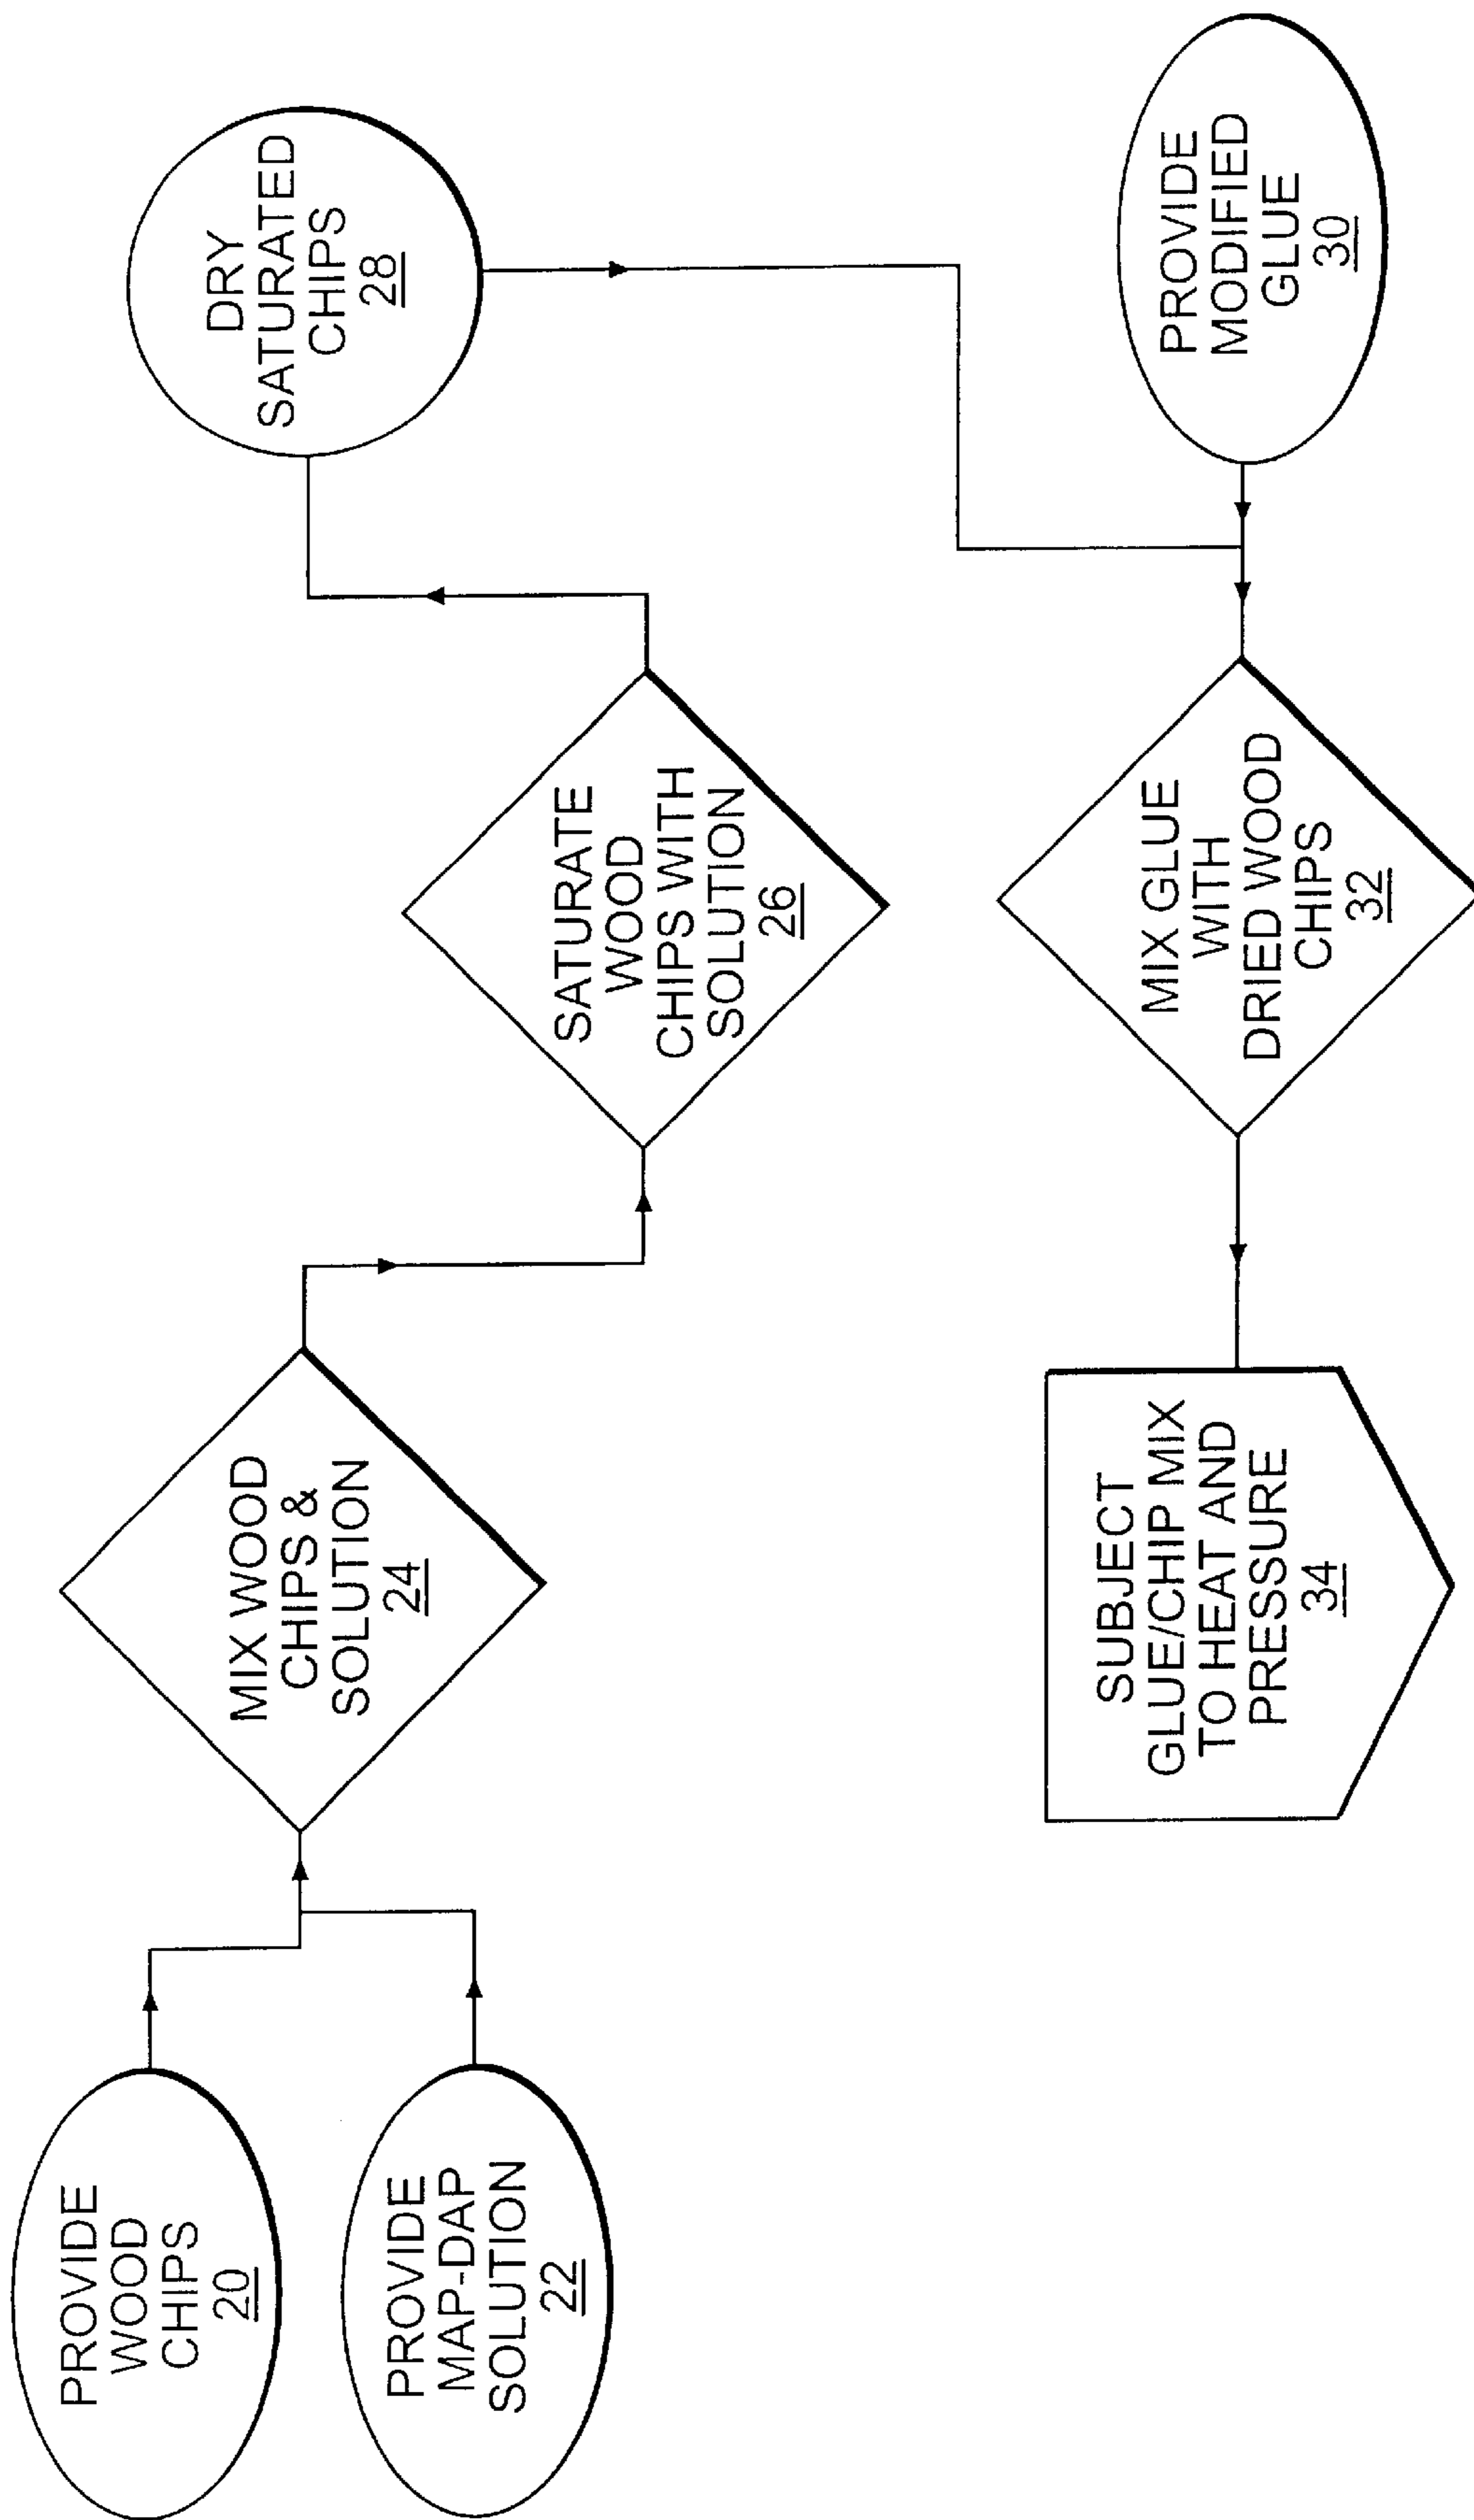 PROVIDE
WOOD
CHIPS
20
PROVIDE
MAP-DAP
SOLUTION
22
MIX WOOD
CHIPS &
SOLUTION
24
SATURATE
WOOD
CHIPS WITH
SOLUTION
26
DRY
SATURATED
CHIPS
28
PROVIDE
MODIFIED
GLUE
30
MIX GLUE
WITH
DRIED WOOD
CHIPS
32
SUBJECT
GLUE/CHIP MIX
TO HEAT AND
PRESSURE
34